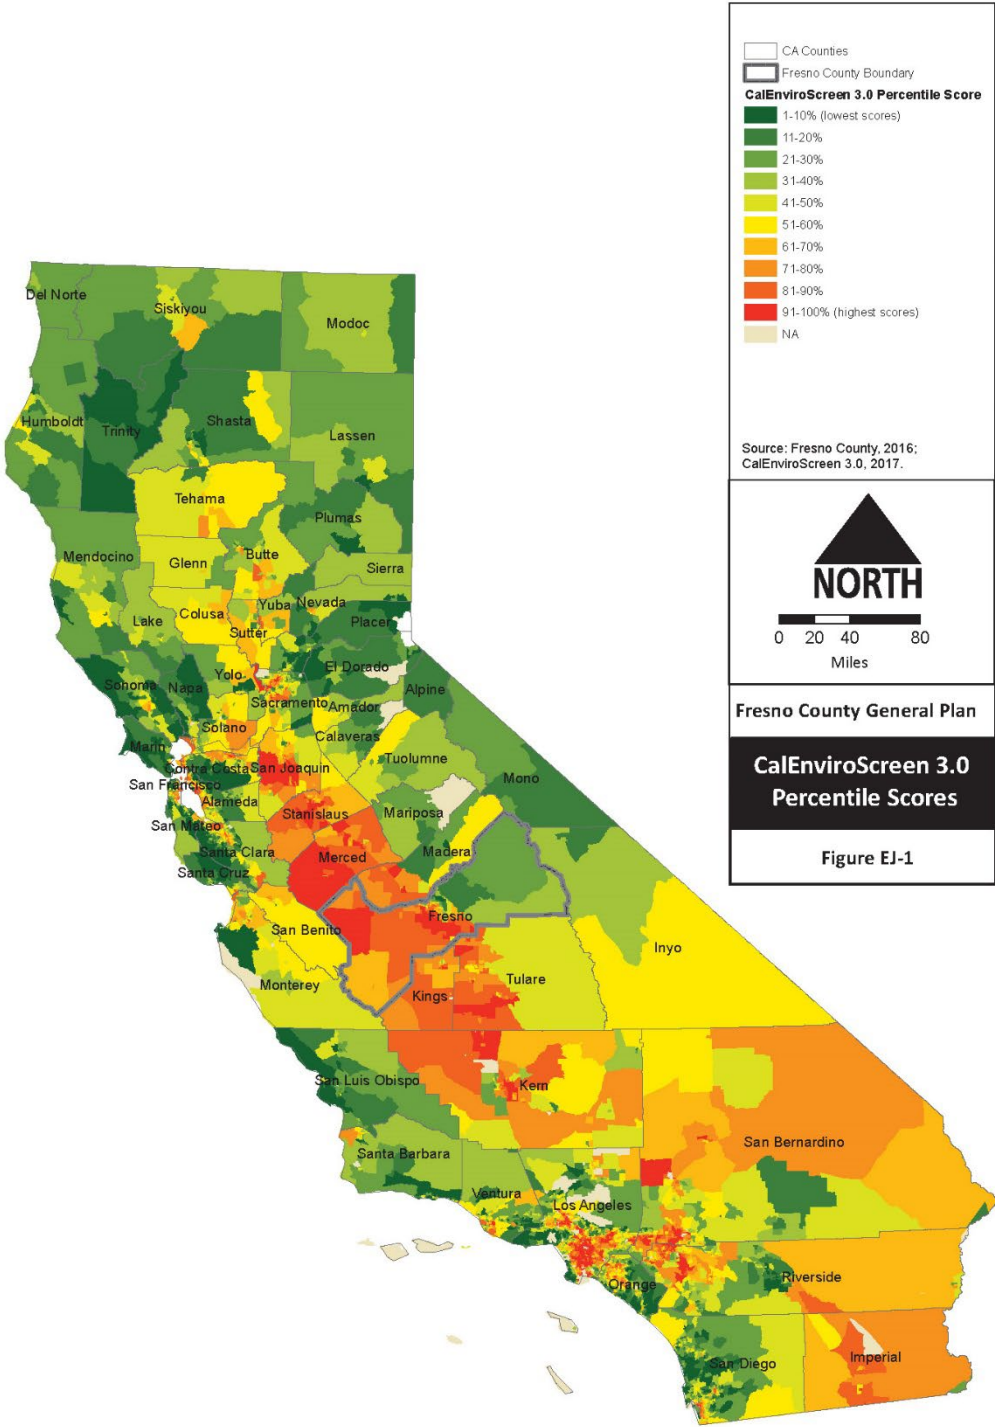 CA Counties
Fresno County Boundary
CalEnviroScreen 3.0 Percentile Score
1-10% (lowest scores)
11-20%
21-30%
31-40%
41-50%
51-60%
61-70%
71-80%
81-90%
91-100% (highest scores)
NA
Source: Fresno County, 2016;
CalEnviroScreen 3.0, 2017.
NORTH
0 20 40 80
Miles
Fresno County General Plan
CalEnviroScreen 3.0
Percentile Scores
Figure EJ-1
Del Norte
Siskiyou
Modoc
Humboldt
Trinity
Shasta
Lassen
Tehama
Plumas
Mendocino
Glenn
Butte
Sierra
Lake
Colusa
Yuba
Nevada
Sutter
Placer
Yolo
El Dorado
Sonoma
Napa
Alpine
Sacramento
Amador
Solano
Marin
Calaveras
Tuolumne
Contra Costa
San Joaquin
Mono
San Francisco
Alameda
Stanislaus
Mariposa
San Mateo
Santa Clara
Merced
Madera
Santa Cruz
Fresno
San Benito
Inyo
Monterey
Kings
Tulare
San Luis Obispo
Kern
San Bernardino
Santa Barbara
Ventura
Los Angeles
Orange
Riverside
San Diego
Imperial